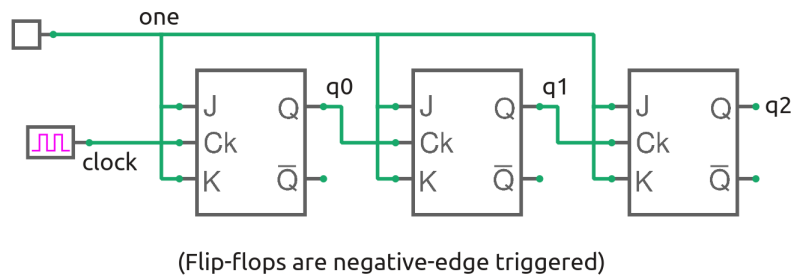 one
q0
q1
J
Q
J
Q
J
Q
q2
Ck
Ck
Ck
clock
K
Q̅
K
Q̅
K
Q̅
(Flip-flops are negative-edge triggered)